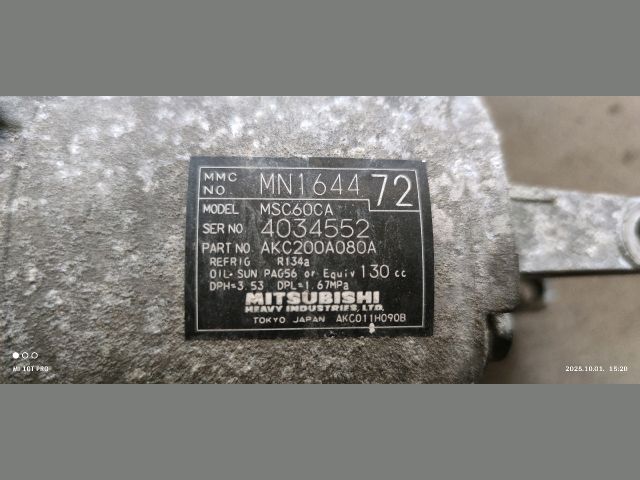 MMC NO MN1644 72
MODEL MSC60CA
SER NO 4034552
PART NO AKC200A080A
REFRIG R134a
OIL-SUN PAG56 or Equiv 130 cc
DPH=3.53 DPL=1.67MPa
MITSUBISHI
HEAVY INDUSTRIES, LTD.
TOKYO JAPAN AKC011H090B
MI 10T PRO
2025.10.01. 15:20